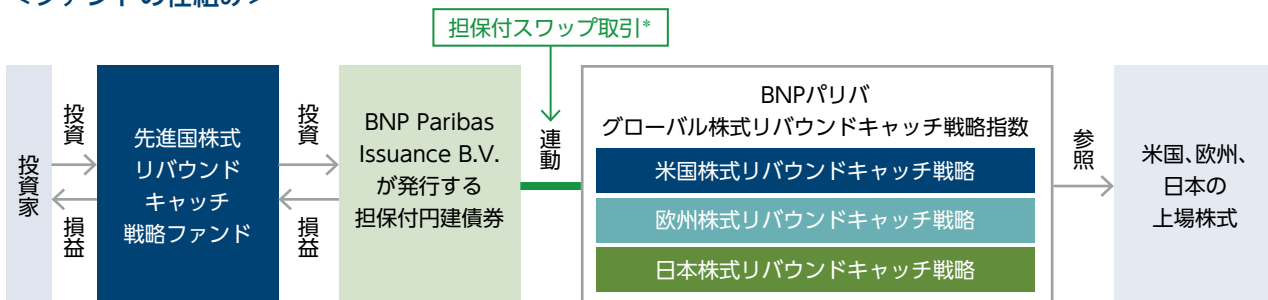 <ファンドの仕組み>
担保付スワップ取引*
投資家
投資
損益
先進国株式
リバウンド
キャッチ
戦略ファンド
投資
損益
BNP Paribas
Issuance B.V.
が発行する
担保付円建債券
連動
BNPパリバ
グローバル株式リバウンドキャッチ戦略指数
米国株式リバウンドキャッチ戦略
欧州株式リバウンドキャッチ戦略
日本株式リバウンドキャッチ戦略
参照
米国、欧州、
日本の
上場株式